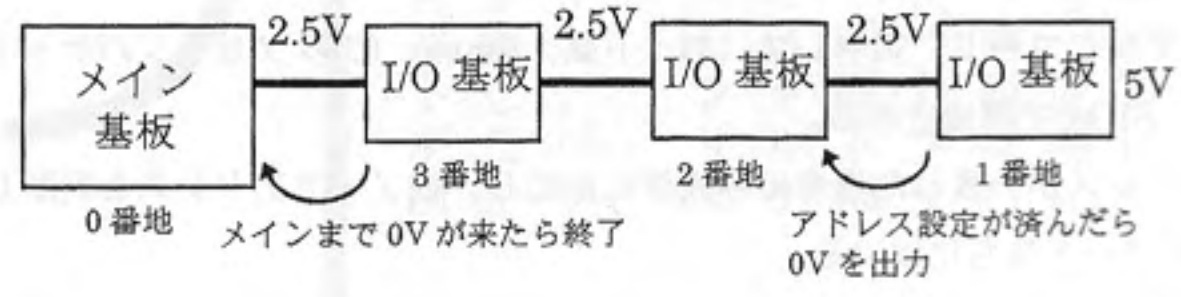 2.5V
2.5V
2.5V
メイン
基板
I/O 基板
I/O 基板
I/O 基板
5V
3 番地
2 番地
1 番地
0 番地
メインまで 0V が来たら終了
アドレス設定が済んだら
0V を出力